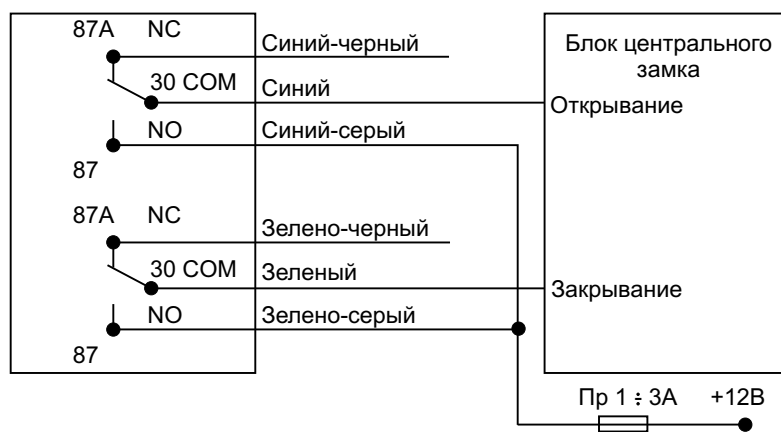 87A NC
Синий-черный
30 COM
Синий
NO
Синий-серый
87
87A NC
Зелено-черный
30 COM
Зеленый
NO
Зелено-серый
87
Блок центрального
замка
Открывание
Закрывание
Пр 1 ÷ 3А +12В